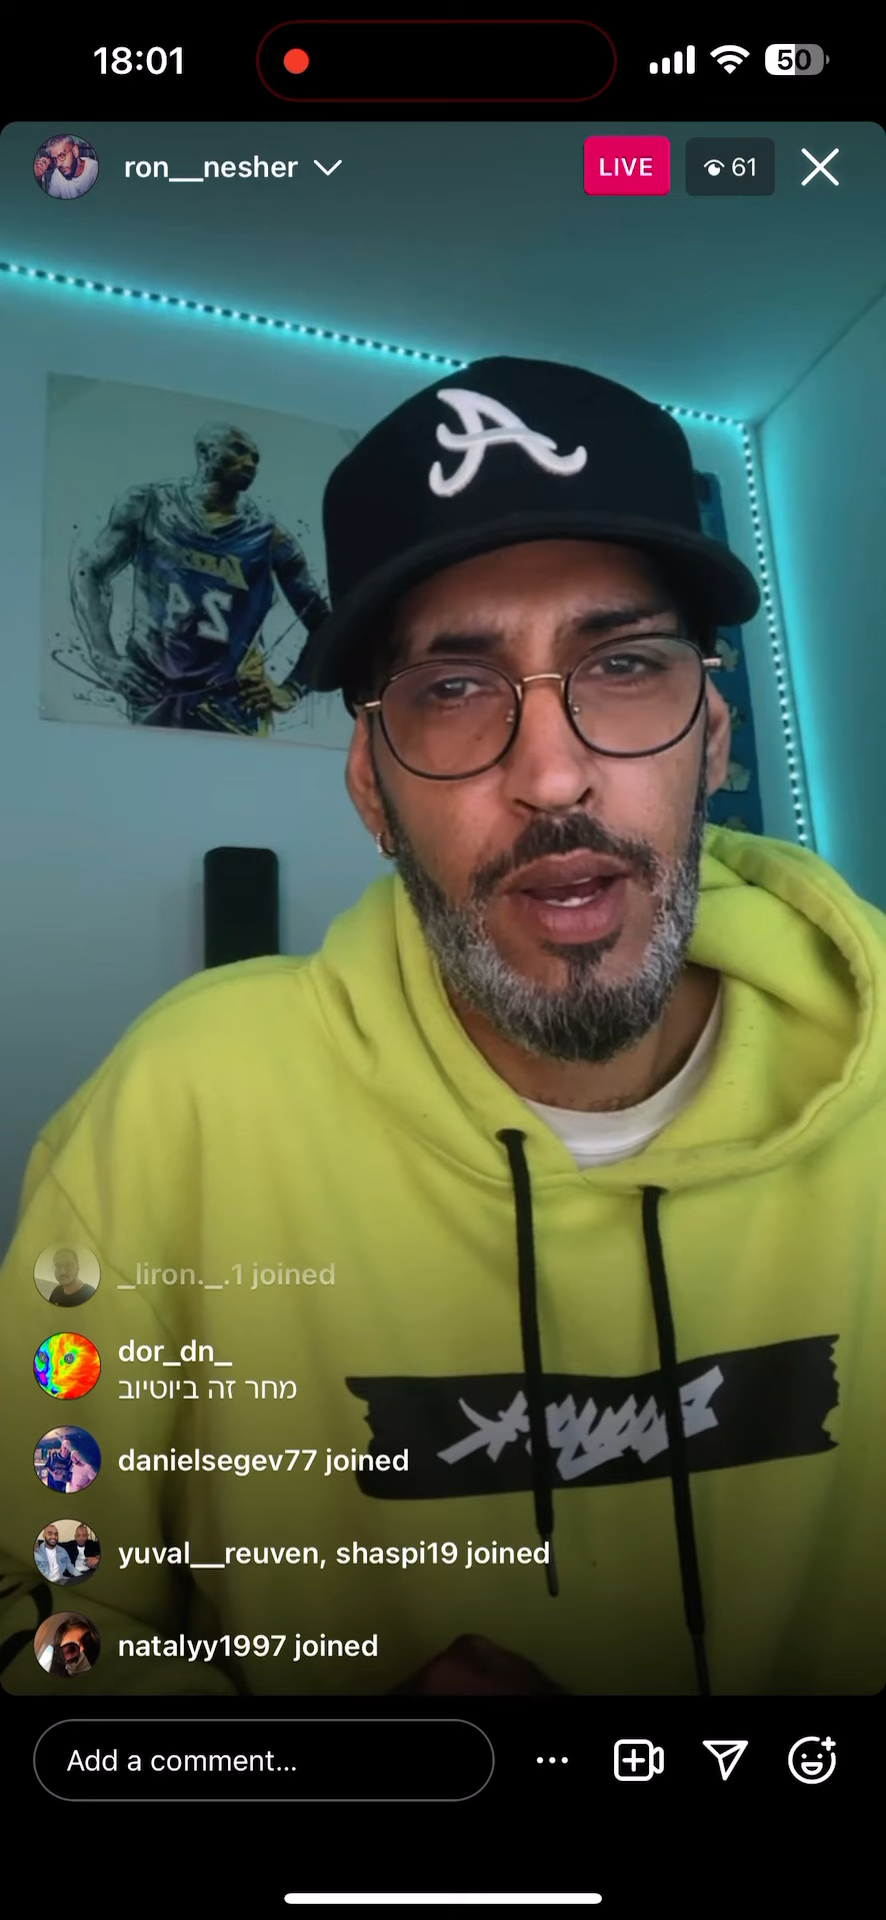 18:01
50
ron__nesher
LIVE
61
A
24
_liron._.1 joined
dor_dn_
מחר זה ביוטיוב
danielsegev77 joined
yuval__reuven, shaspi19 joined
natalyy1997 joined
Add a comment...